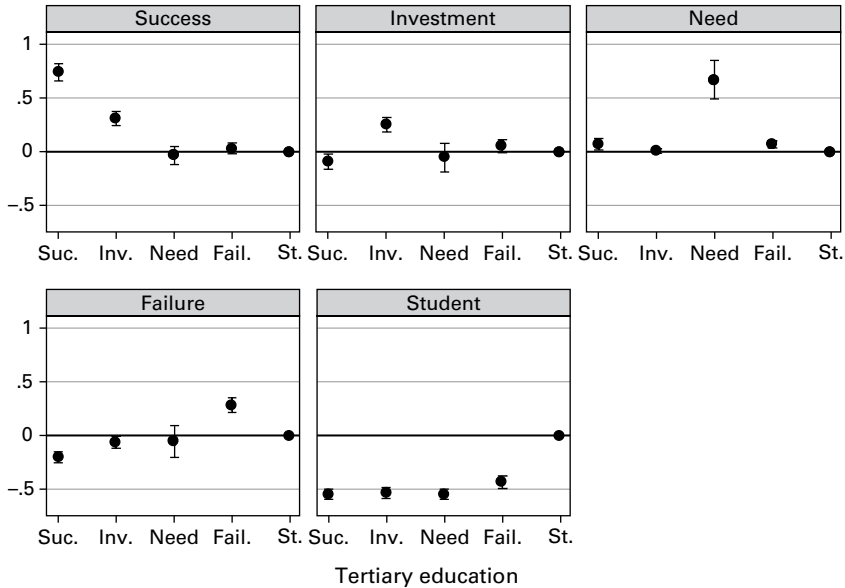 Success Investment Need
1
.5
0
−.5
Suc. Inv. Need Fail. St. Suc. Inv. Need Fail. St. Suc. Inv. Need Fail. St.
Failure Student
1
.5
0
−.5
Suc. Inv. Need Fail. St. Suc. Inv. Need Fail. St.
Tertiary education